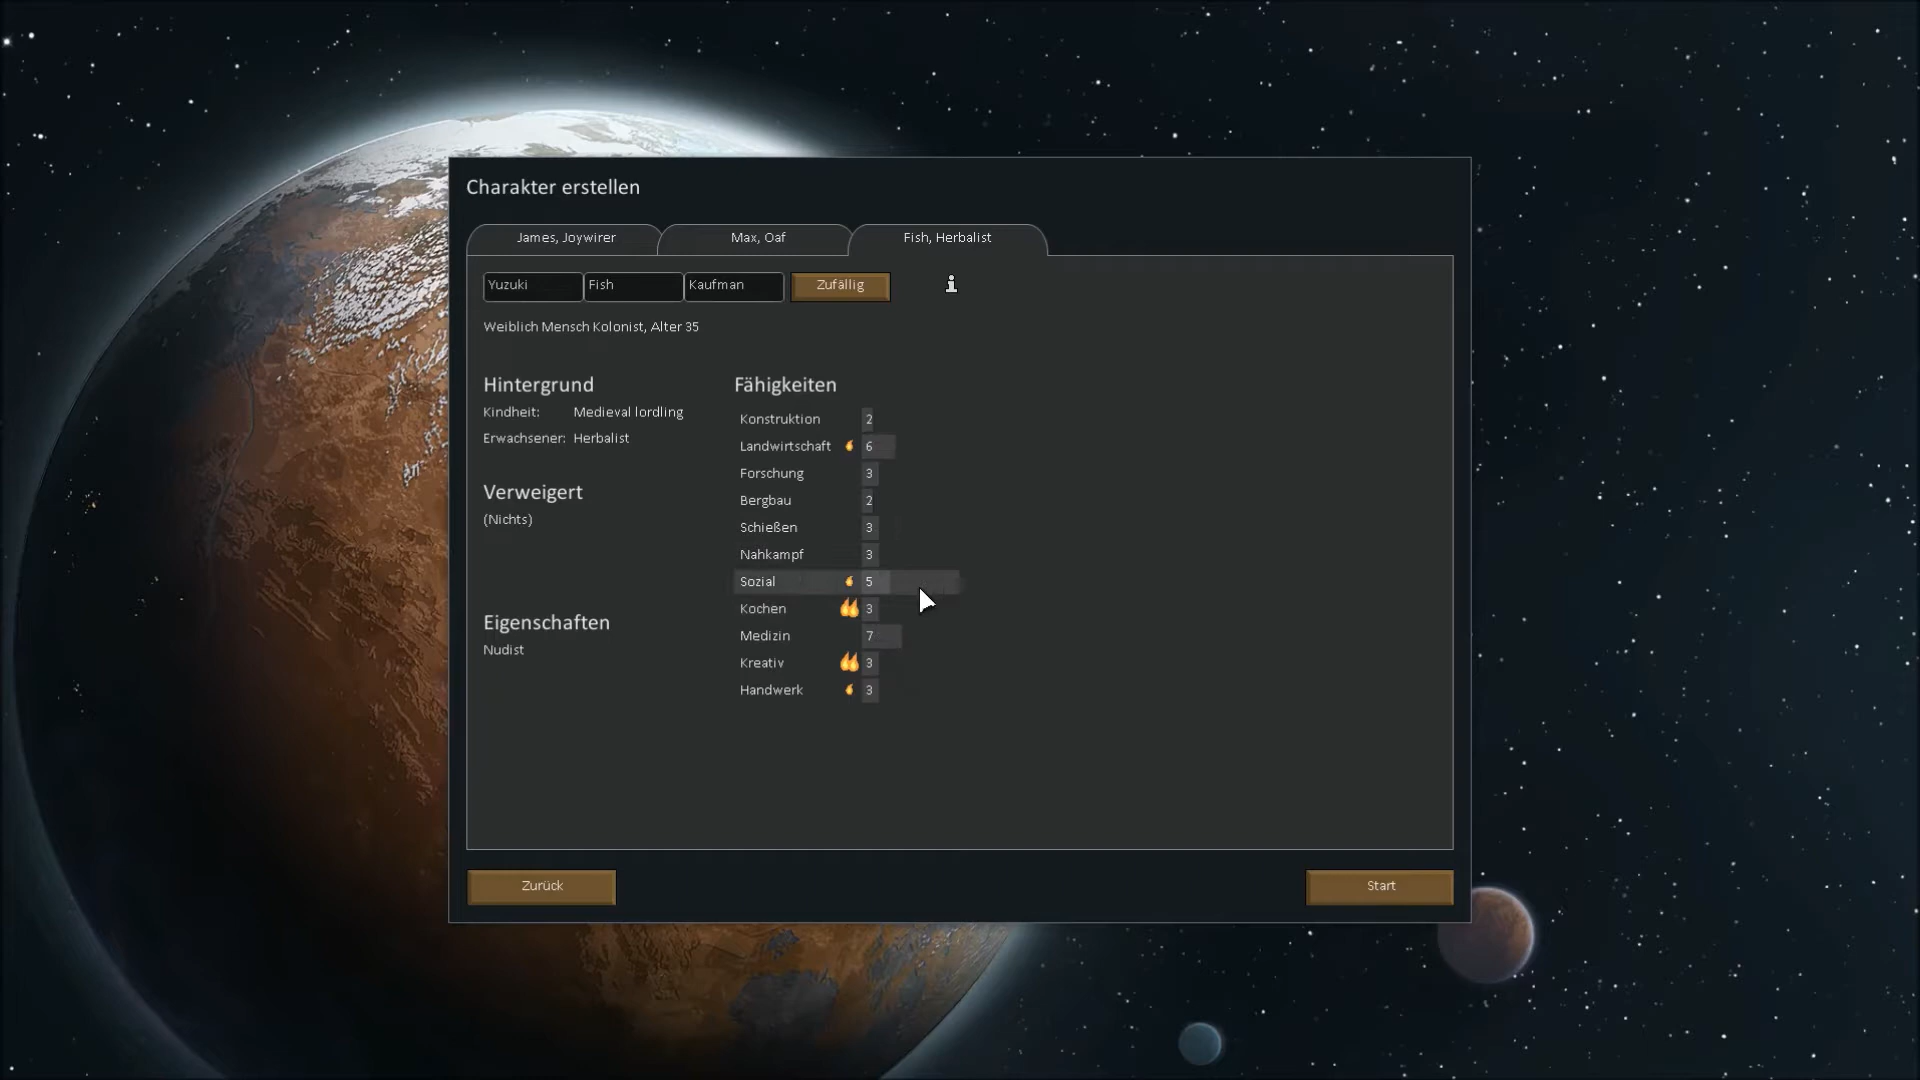 Charakter erstellen
James, Joywirer
Max, Oaf
Fish, Herbalist
Yuzuki
Fish
Kaufman
Zufällig
Weiblich Mensch Kolonist, Alter 35
Hintergrund
Kindheit: Medieval lordling
Erwachsener: Herbalist
Verweigert
(Nichts)
Eigenschaften
Nudist
Fähigkeiten
Konstruktion 2
Landwirtschaft 6
Forschung 3
Bergbau 2
Schießen 3
Nahkampf 3
Sozial 5
Kochen 3
Medizin 7
Kreativ 3
Handwerk 3
Zurück
Start